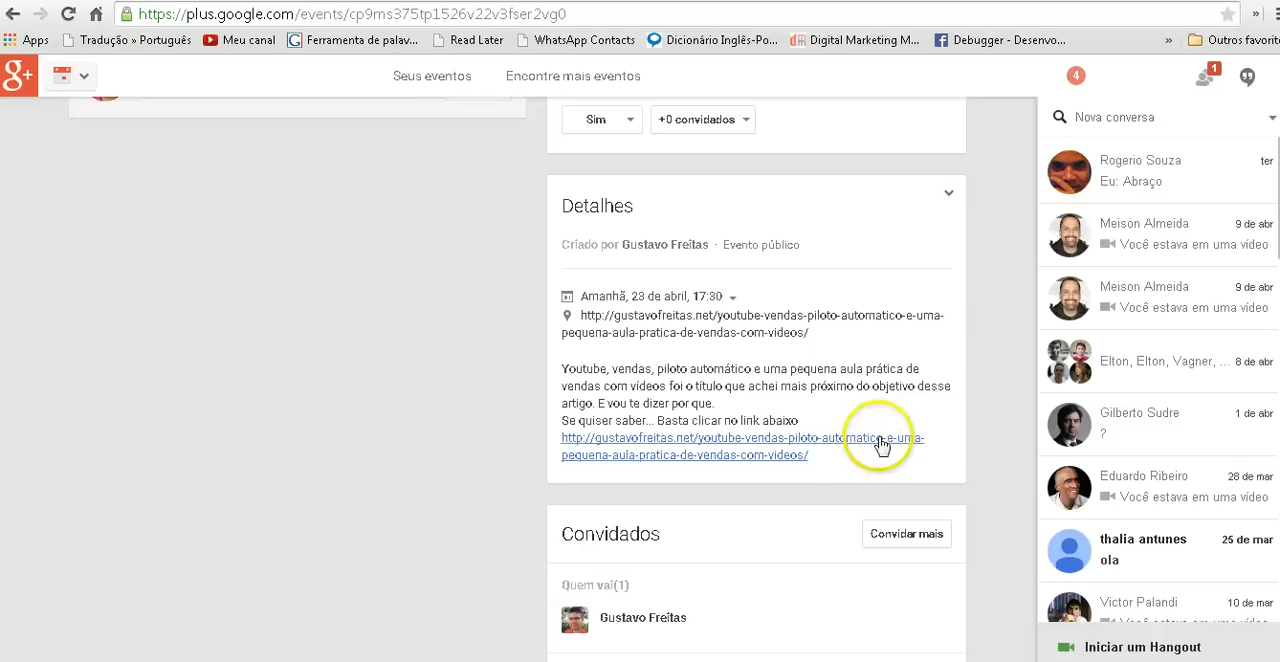 https://plus.google.com/events/cp9ms375tp1526v22v3fser2vg0
Apps Tradução » Português Meu canal Ferramenta de palav... Read Later WhatsApp Contacts Dicionário Inglês-Po... Digital Marketing M... Debugger - Desenvo... » Outros favorit
g+ Seus eventos Encontre mais eventos 4 1
Sim +0 convidados
Detalhes
Criado por Gustavo Freitas · Evento público
Amanhã, 23 de abril, 17:30
http://gustavofreitas.net/youtube-vendas-piloto-automatico-e-uma-
pequena-aula-pratica-de-vendas-com-videos/
Youtube, vendas, piloto automático e uma pequena aula prática de
vendas com vídeos foi o título que achei mais próximo do objetivo desse
artigo. E vou te dizer por que.
Se quiser saber... Basta clicar no link abaixo
http://gustavofreitas.net/youtube-vendas-piloto-automatico-e-uma-
pequena-aula-pratica-de-vendas-com-videos/
Convidados Convidar mais
Quem vai(1)
Gustavo Freitas
Nova conversa
Rogerio Souza ter
Eu: Abraço
Meison Almeida 9 de abr
Você estava em uma vídeo
Meison Almeida 9 de abr
Você estava em uma vídeo
Elton, Elton, Vagner, ... 8 de abr
Gilberto Sudre 1 de abr
?
Eduardo Ribeiro 28 de mar
Você estava em uma vídeo
thalia antunes 25 de mar
ola
Victor Palandi 10 de mar
Iniciar um Hangout